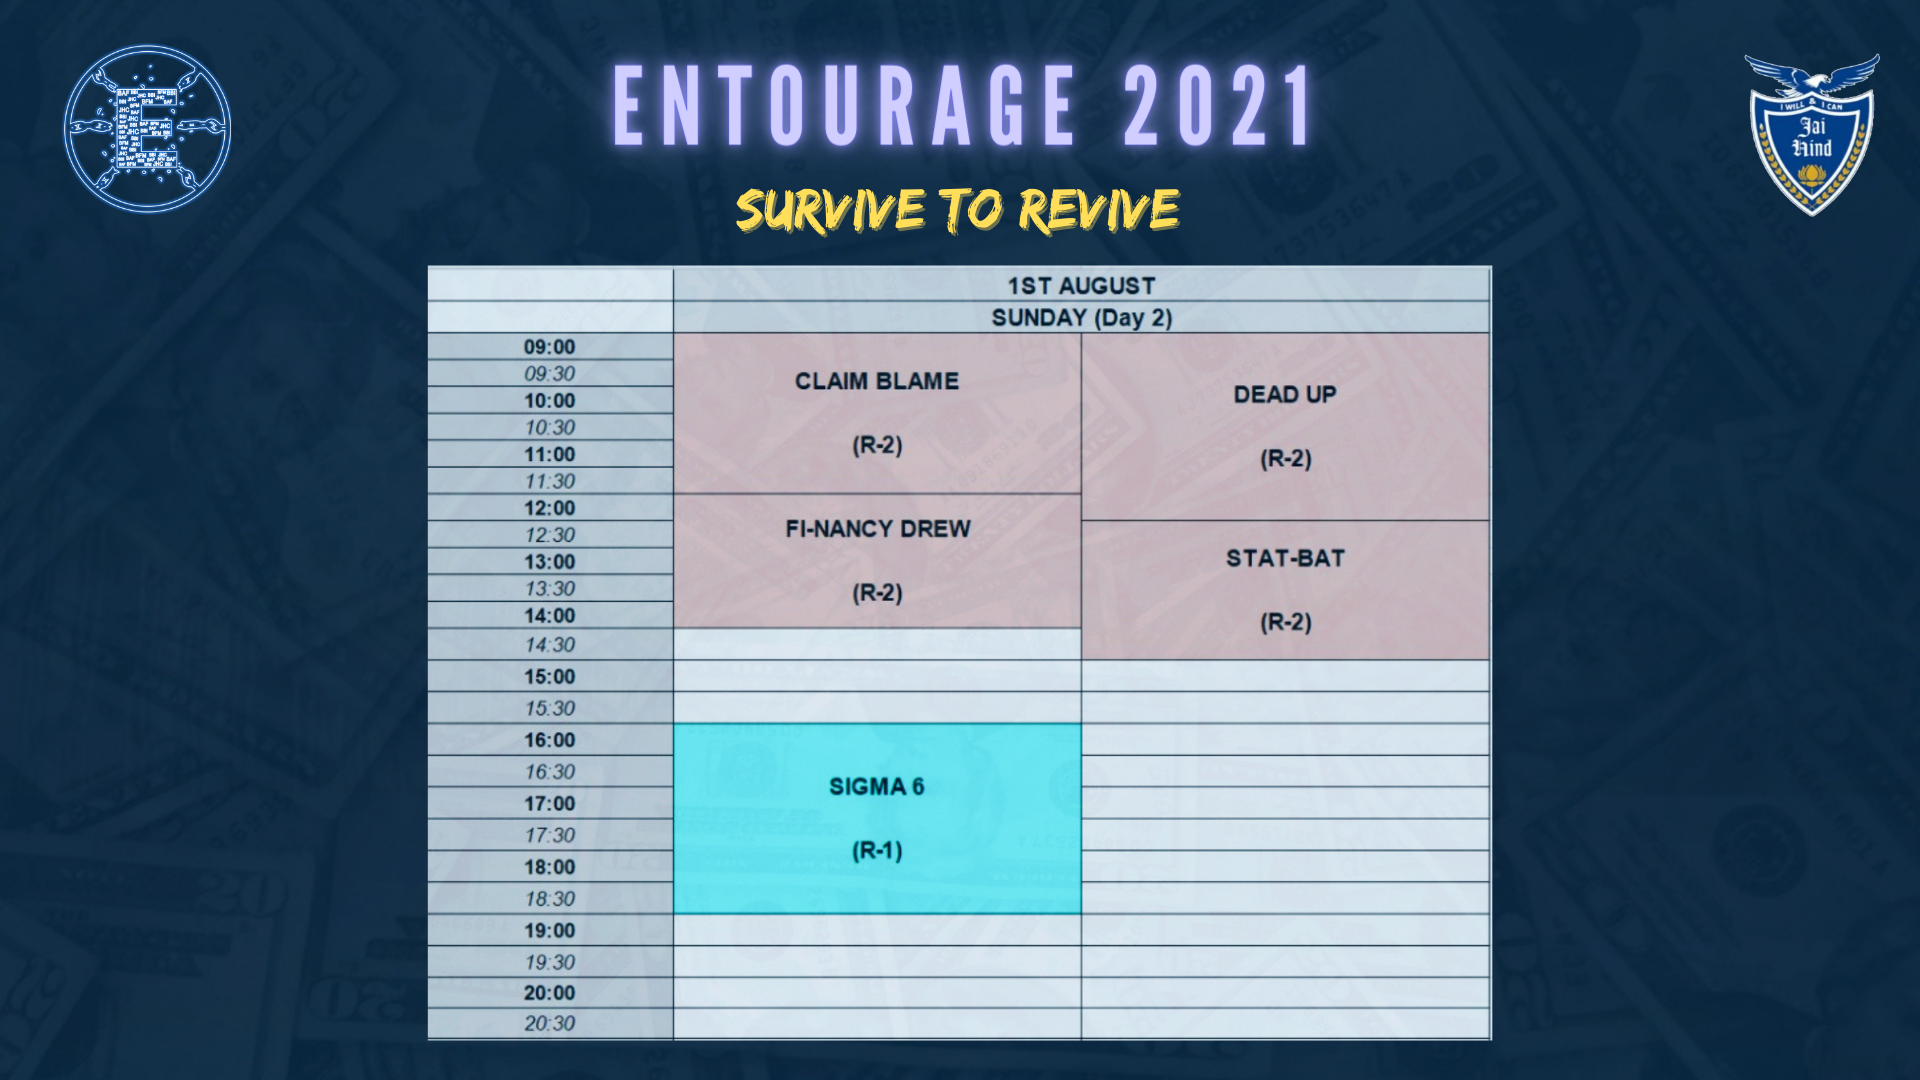 ENTOURAGE 2021
I WILL & I CAN
Jai
Hind
SURVIVE TO REVIVE
1ST AUGUST
SUNDAY (Day 2)
09:00
09:30
10:00
10:30
11:00
11:30
12:00
12:30
13:00
13:30
14:00
14:30
15:00
15:30
16:00
16:30
17:00
17:30
18:00
18:30
19:00
19:30
20:00
20:30
CLAIM BLAME
(R-2)
FI-NANCY DREW
(R-2)
SIGMA 6
(R-1)
DEAD UP
(R-2)
STAT-BAT
(R-2)